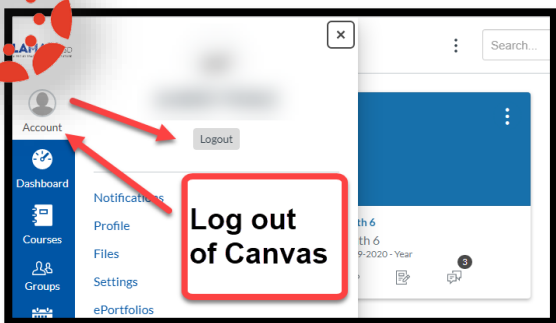 Search...
Account
Logout
Dashboard
Notifications
Profile
Courses
Files
Groups
Settings
ePortfolios
Log out
of Canvas
th 6
th 6
9-2020 - Year
3